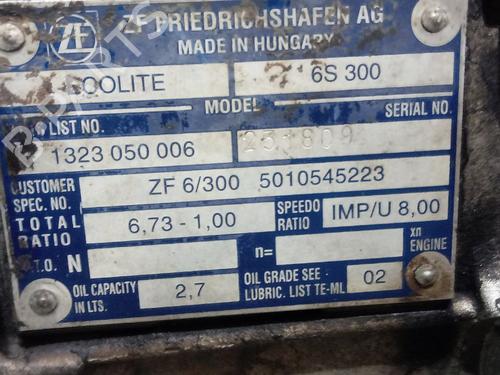 ZF FRIEDRICHSHAFEN AG
MADE IN HUNGARY
COLITE 6S 300
MODEL SERIAL NO.
LIST NO.
1323 050 006 251809
CUSTOMER SPEC. NO. ZF 6/300 5010545223
TOTAL RATIO 6,73 - 1,00 SPEEDO RATIO IMP/U 8,00
P.T.O. N n= xn ENGINE
OIL CAPACITY IN LTS. 2,7 OIL GRADE SEE LUBRIC. LIST TE-ML 02